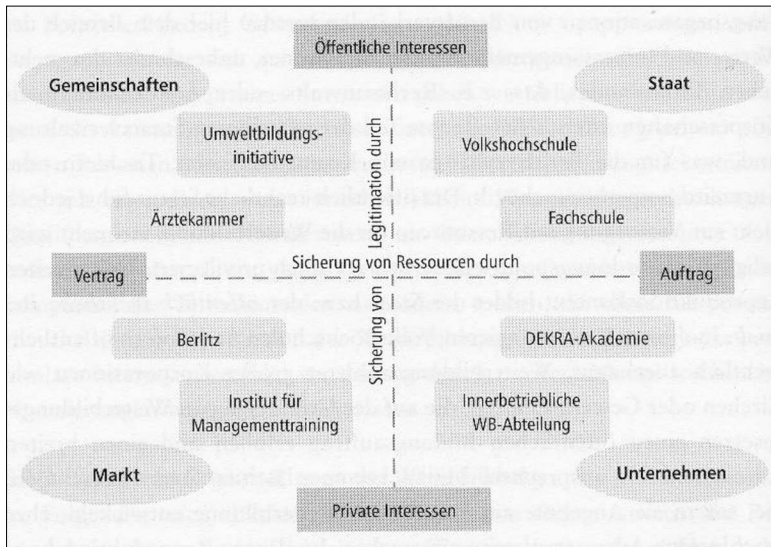 Öffentliche Interessen
Gemeinschaften
Staat
Umweltbildungs-
initiative
Volkshochschule
Legitimation durch
Ärztekammer
Fachschule
Vertrag
Sicherung von Ressourcen durch
Auftrag
Sicherung von
Berlitz
DEKRA-Akademie
Institut für
Managementtraining
Innerbetriebliche
WB-Abteilung
Markt
Unternehmen
Private Interessen